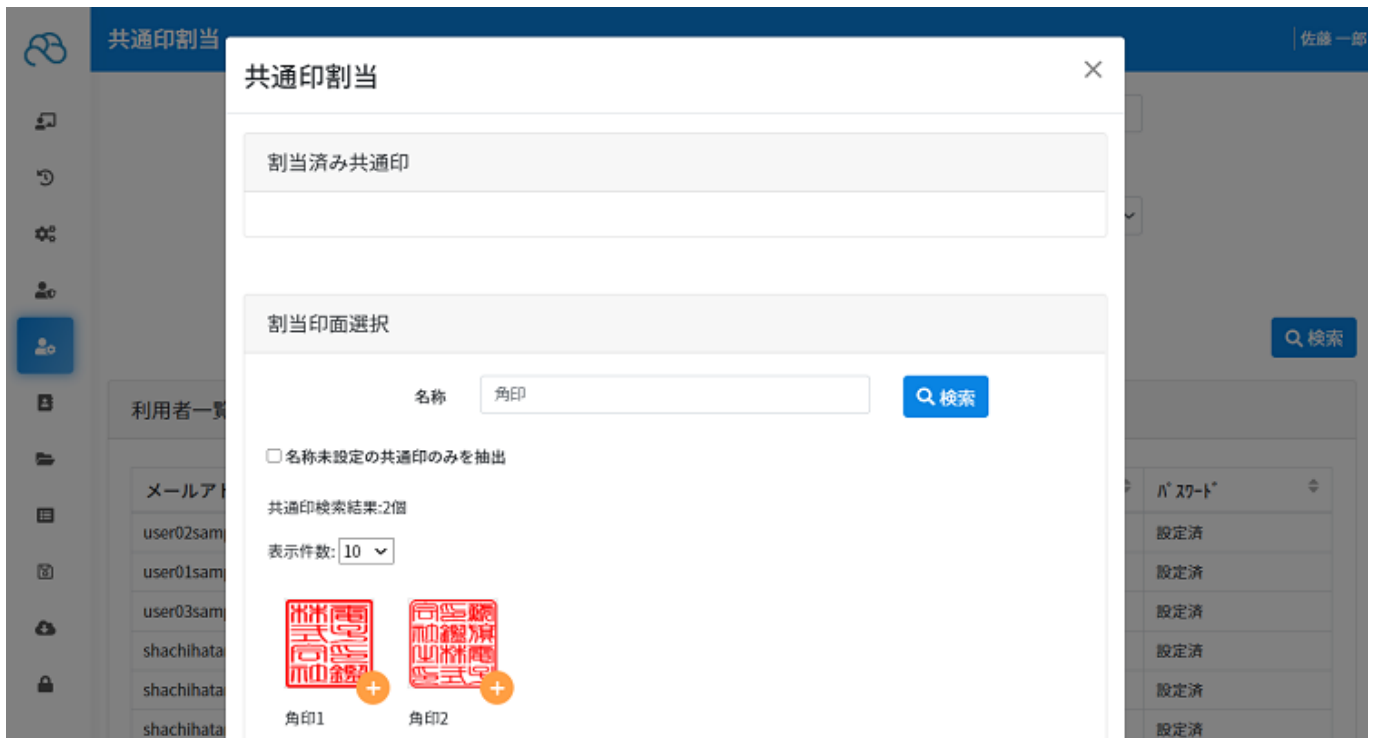 共通印割当
佐藤 一郎
共通印割当
割当済み共通印
割当印面選択
名称 角印 検索
検索
名称未設定の共通印のみを抽出
共通印検索結果:2個
表示件数: 10
角印1 角印2
利用者一覧
メールアド パスワード
user02sam 設定済
user01sam 設定済
user03sam 設定済
shachihata 設定済
shachihata 設定済
shachihata 設定済